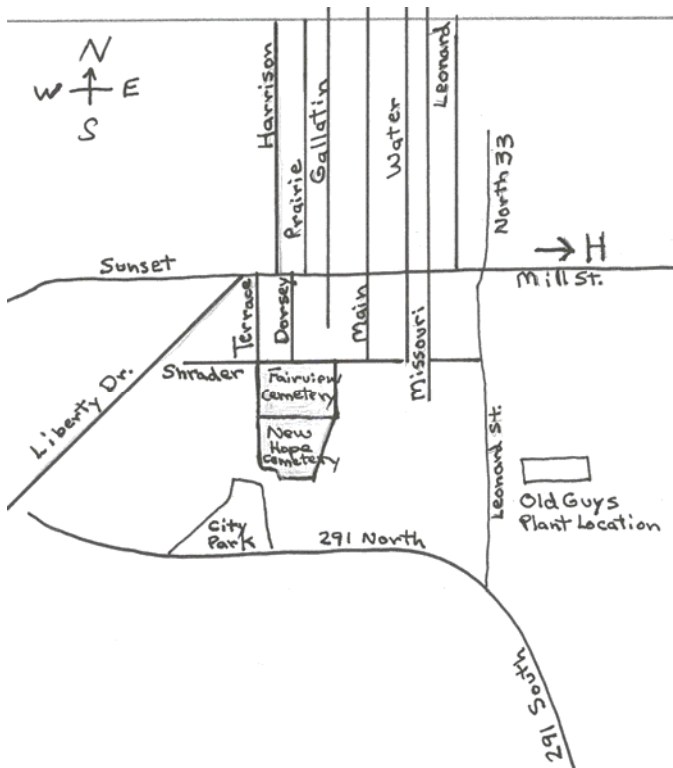 N
W
E
S
Harrison
Prairie
Gallatin
Water
Leonard
North 33
H
Sunset
Mill St.
Terrace
Dorsey
Main
Missouri
Shrader
Liberty Dr.
Fairview
Cemetery
New
Hope
Cemetery
Leonard St.
Old Guys
Plant Location
City
Park
291 North
291 South